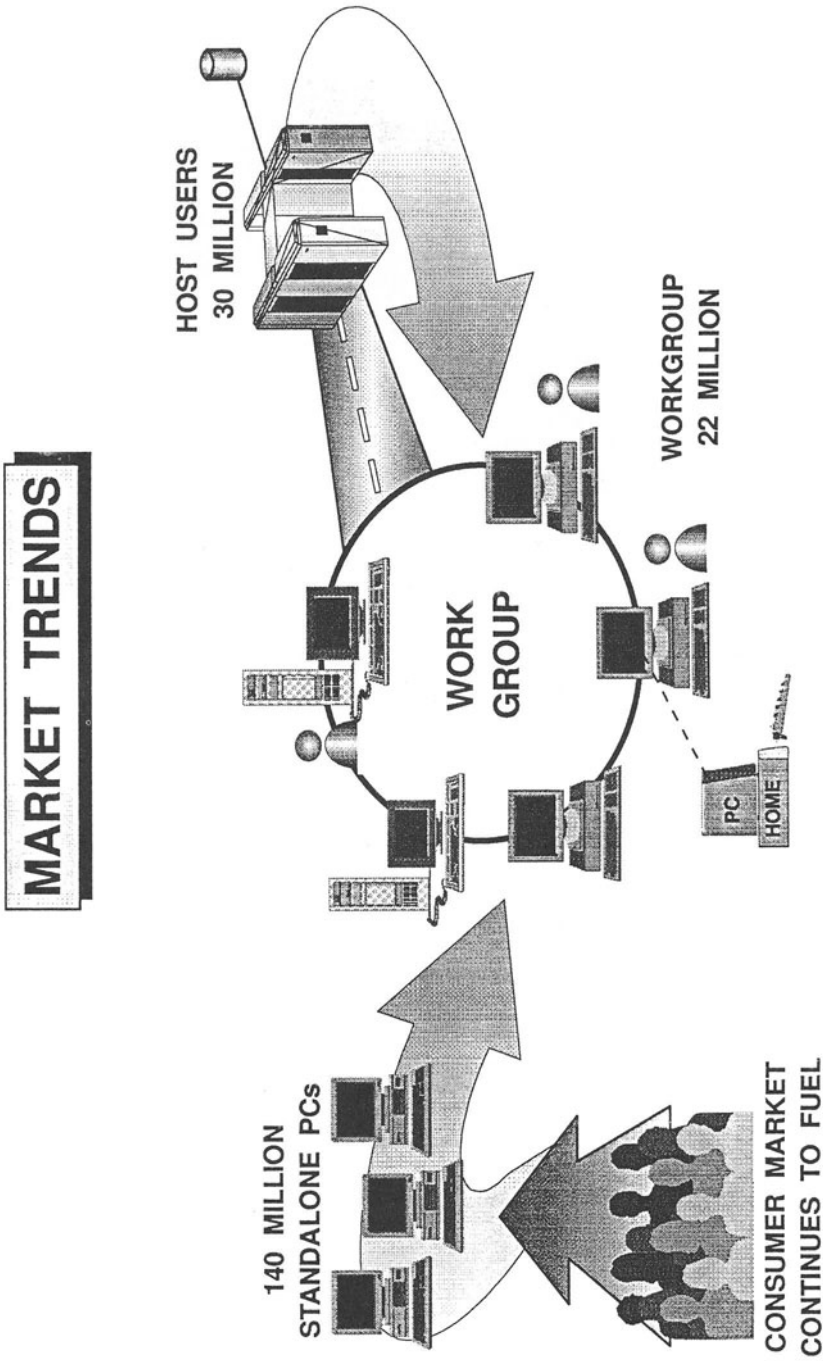 MARKET TRENDS
140 MILLION
STANDALONE PCs
HOST USERS
30 MILLION
WORK
GROUP
WORKGROUP
22 MILLION
PC
HOME
CONSUMER MARKET
CONTINUES TO FUEL